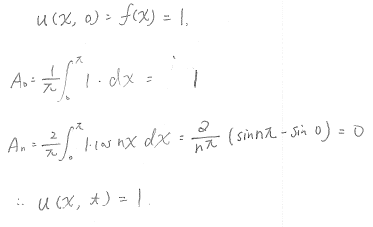 u(x, 0) = f(x) = 1,
A₀ = 1/π ∫₀^π 1 · dx = 1
Aₙ = 2/π ∫₀^π 1·cos nx dx = 2/nπ (sin nπ - sin 0) = 0
∴ u(x, t) = 1.